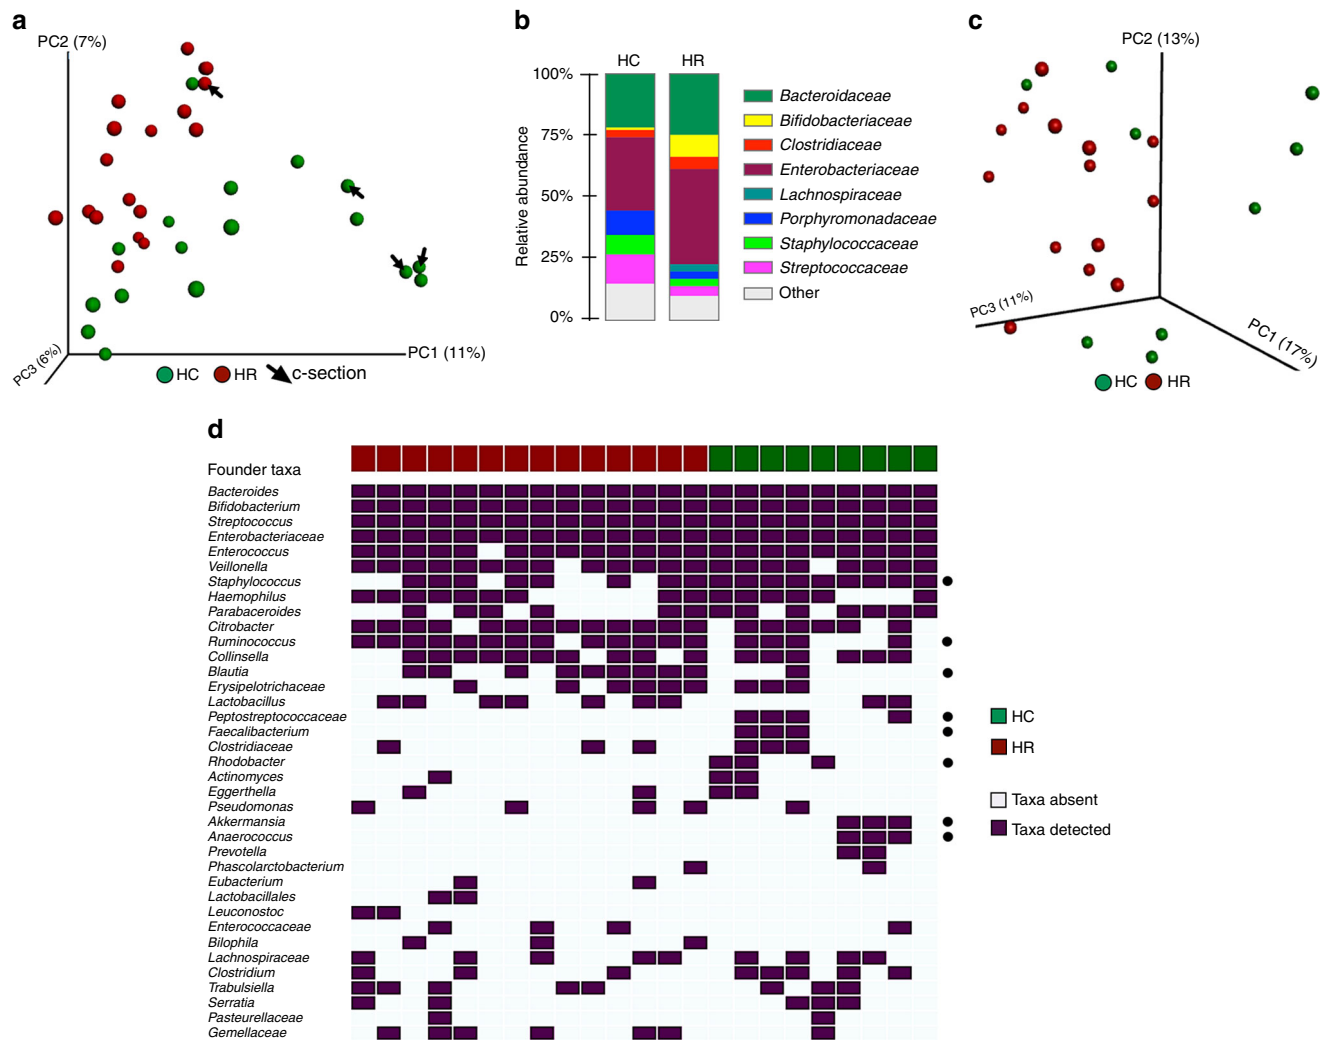 a
PC2 (7%)
PC3 (6%)
PC1 (11%)
HC
HR
c-section
b
HC
HR
Relative abundance
100%
75%
50%
25%
0%
Bacteroidaceae
Bifidobacteriaceae
Clostridiaceae
Enterobacteriaceae
Lachnospiraceae
Porphyromonadaceae
Staphylococcaceae
Streptococcaceae
Other
c
PC2 (13%)
PC3 (11%)
PC1 (17%)
HC
HR
d
Founder taxa
Bacteroides
Bifidobacterium
Streptococcus
Enterobacteriaceae
Enterococcus
Veillonella
Staphylococcus
Haemophilus
Parabaceroides
Citrobacter
Ruminococcus
Collinsella
Blautia
Erysipelotrichaceae
Lactobacillus
Peptostreptococcaceae
Faecalibacterium
Clostridiaceae
Rhodobacter
Actinomyces
Eggerthella
Pseudomonas
Akkermansia
Anaerococcus
Prevotella
Phascolarctobacterium
Eubacterium
Lactobacillales
Leuconostoc
Enterococcaceae
Bilophila
Lachnospiraceae
Clostridium
Trabulsiella
Serratia
Pasteurellaceae
Gemellaceae
HC
HR
Taxa absent
Taxa detected